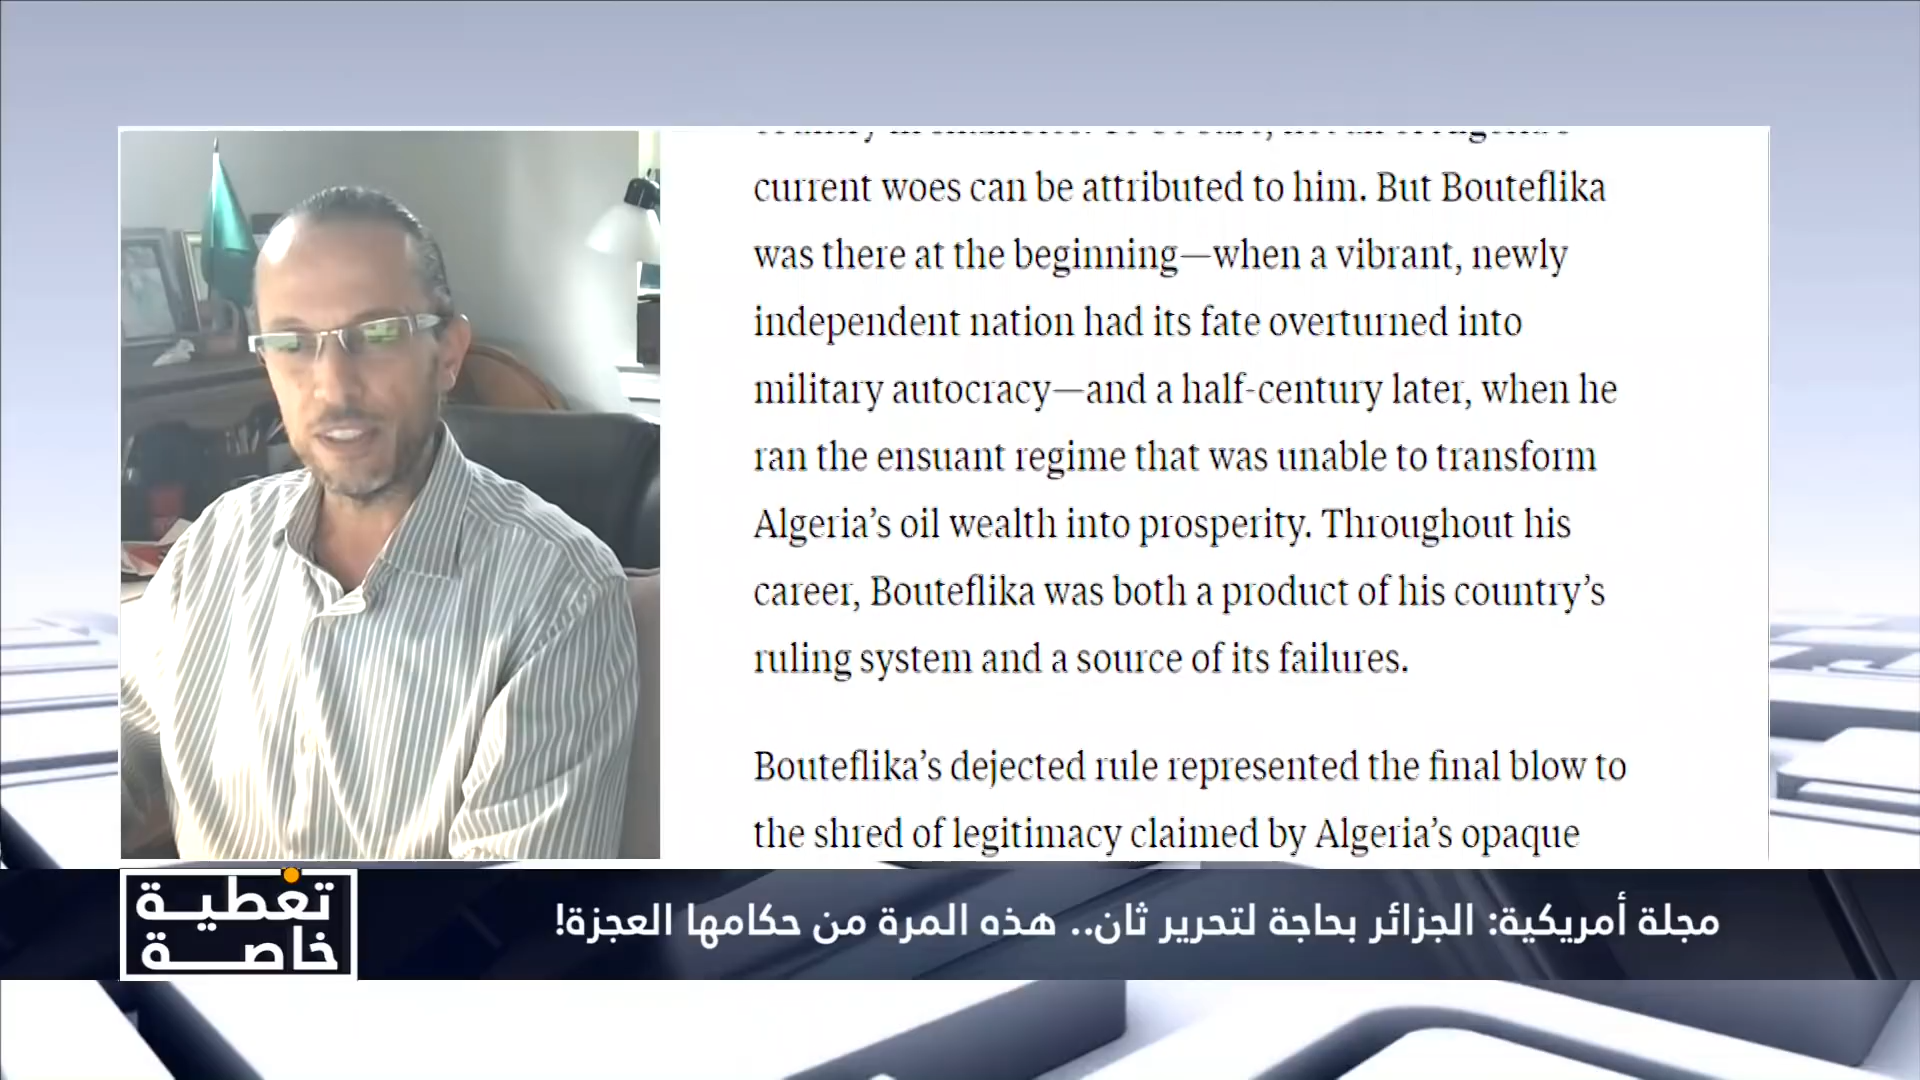 current woes can be attributed to him. But Bouteflika
was there at the beginning—when a vibrant, newly
independent nation had its fate overturned into
military autocracy—and a half-century later, when he
ran the ensuant regime that was unable to transform
Algeria’s oil wealth into prosperity. Throughout his
career, Bouteflika was both a product of his country’s
ruling system and a source of its failures.
Bouteflika’s dejected rule represented the final blow to
the shred of legitimacy claimed by Algeria’s opaque
مجلة أمريكية: الجزائر بحاجة لتحرير ثان.. هذه المرة من حكامها العجزة!
تغطية
خاصة